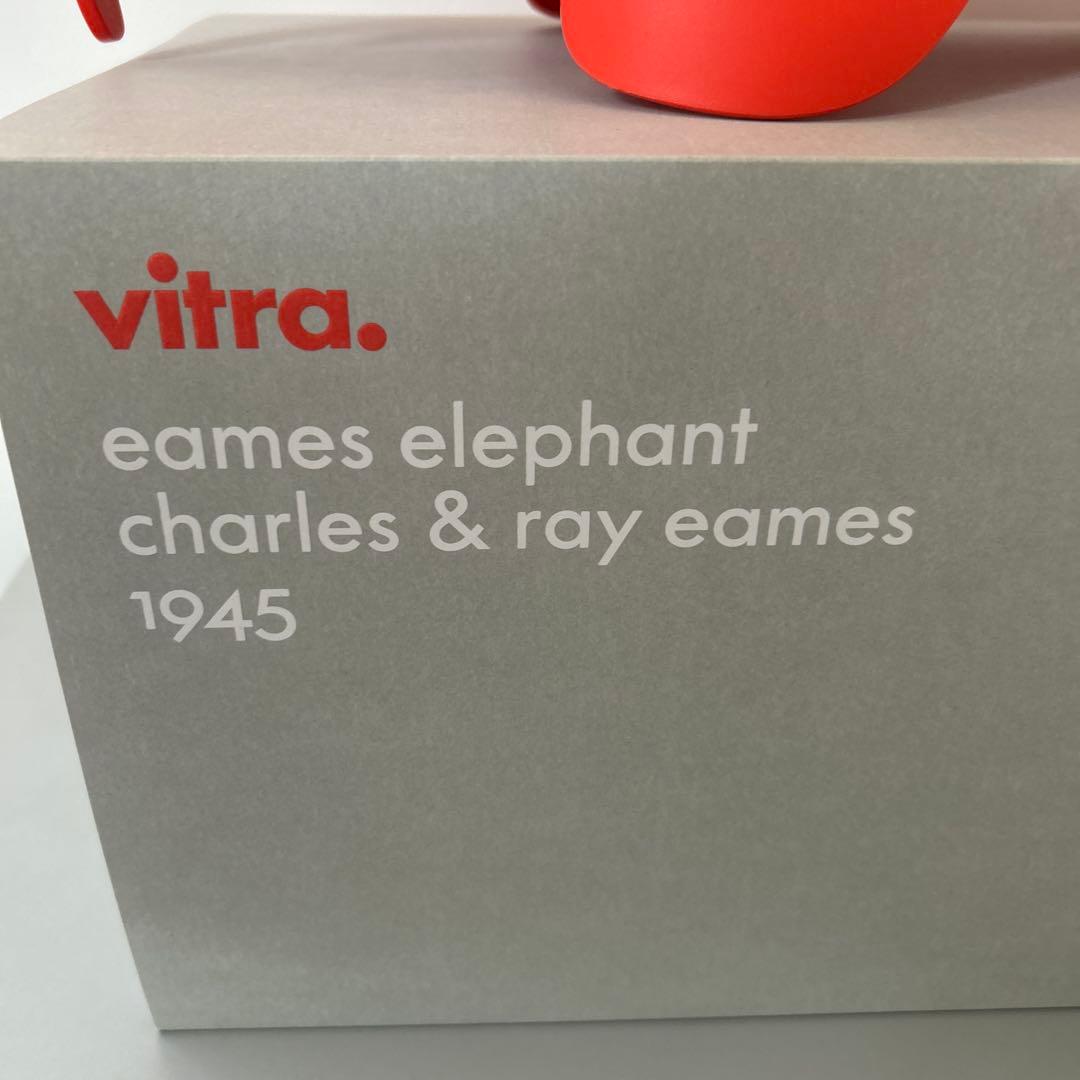 vitra.
eames elephant
charles & ray eames
1945